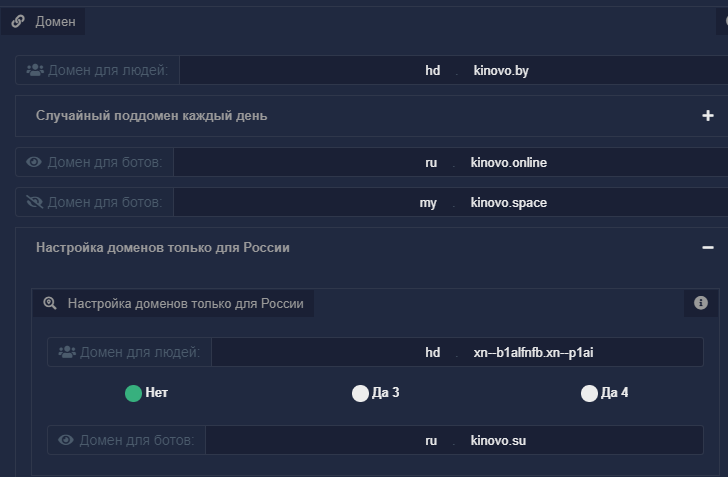 Домен
Домен для людей: hd . kinovo.by
Случайный поддомен каждый день
Домен для ботов: ru . kinovo.online
Домен для ботов: my . kinovo.space
Настройка доменов только для России
Настройка доменов только для России
Домен для людей: hd . xn--b1alfnfb.xn--p1ai
Нет Да 3 Да 4
Домен для ботов: ru . kinovo.su